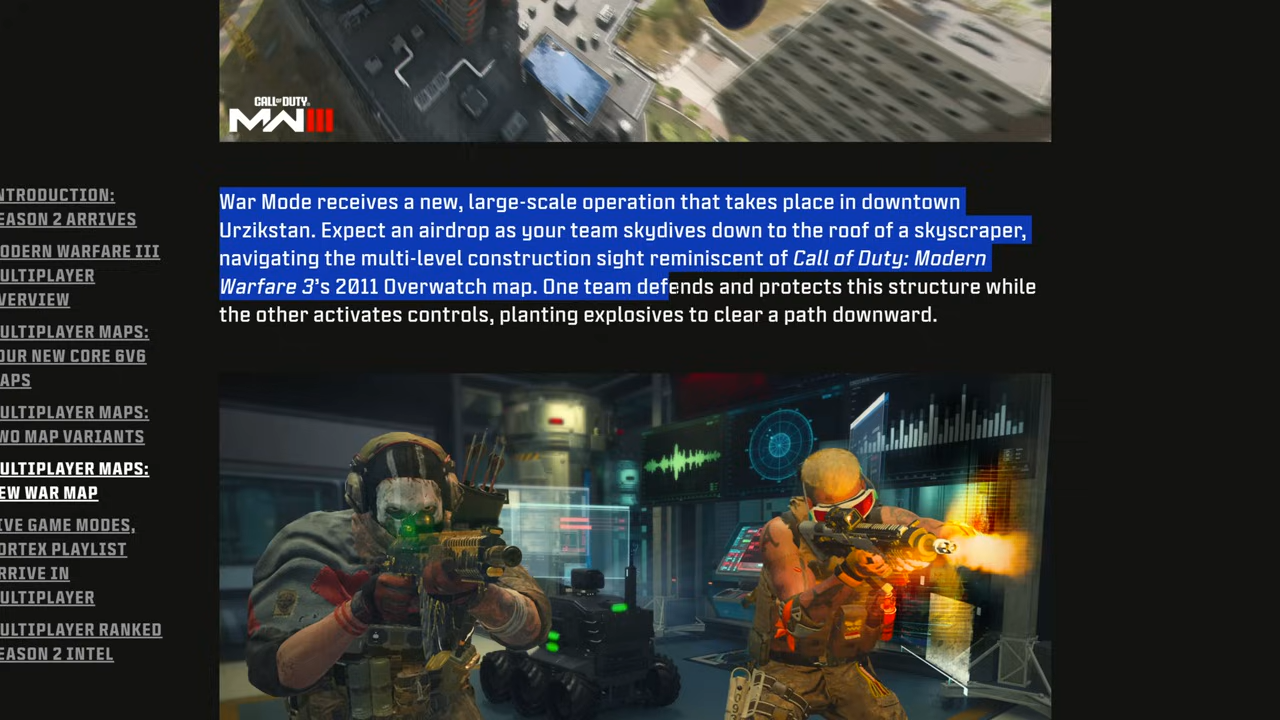 CALL OF DUTY
MWIII
NTRODUCTION:
EASON 2 ARRIVES
ODERN WARFARE III
ULTIPLAYER
VERVIEW
ULTIPLAYER MAPS:
OUR NEW CORE 6V6
APS
ULTIPLAYER MAPS:
WO MAP VARIANTS
ULTIPLAYER MAPS:
EW WAR MAP
IVE GAME MODES,
ORTEX PLAYLIST
RRIVE IN
ULTIPLAYER
ULTIPLAYER RANKED
EASON 2 INTEL
War Mode receives a new, large-scale operation that takes place in downtown
Urzikstan. Expect an airdrop as your team skydives down to the roof of a skyscraper,
navigating the multi-level construction sight reminiscent of Call of Duty: Modern
Warfare 3's 2011 Overwatch map. One team defends and protects this structure while
the other activates controls, planting explosives to clear a path downward.